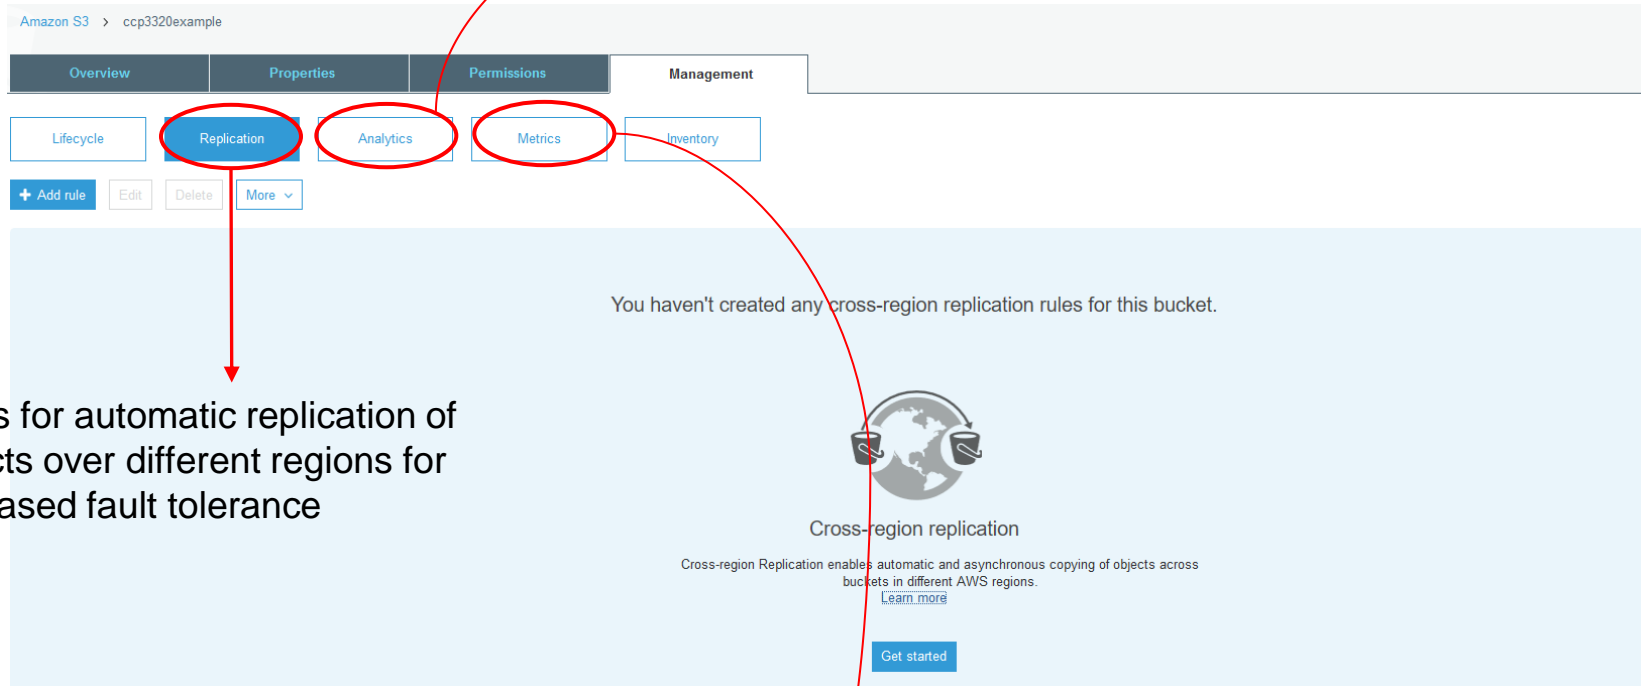 Amazon S3 > ccp3320example
Overview Properties Permissions Management
Lifecycle Replication Analytics Metrics Inventory
+ Add rule Edit Delete More
You haven't created any cross-region replication rules for this bucket.
s for automatic replication of
cts over different regions for
ased fault tolerance
Cross-region replication
Cross-region Replication enables automatic and asynchronous copying of objects across
buckets in different AWS regions.
Learn more
Get started